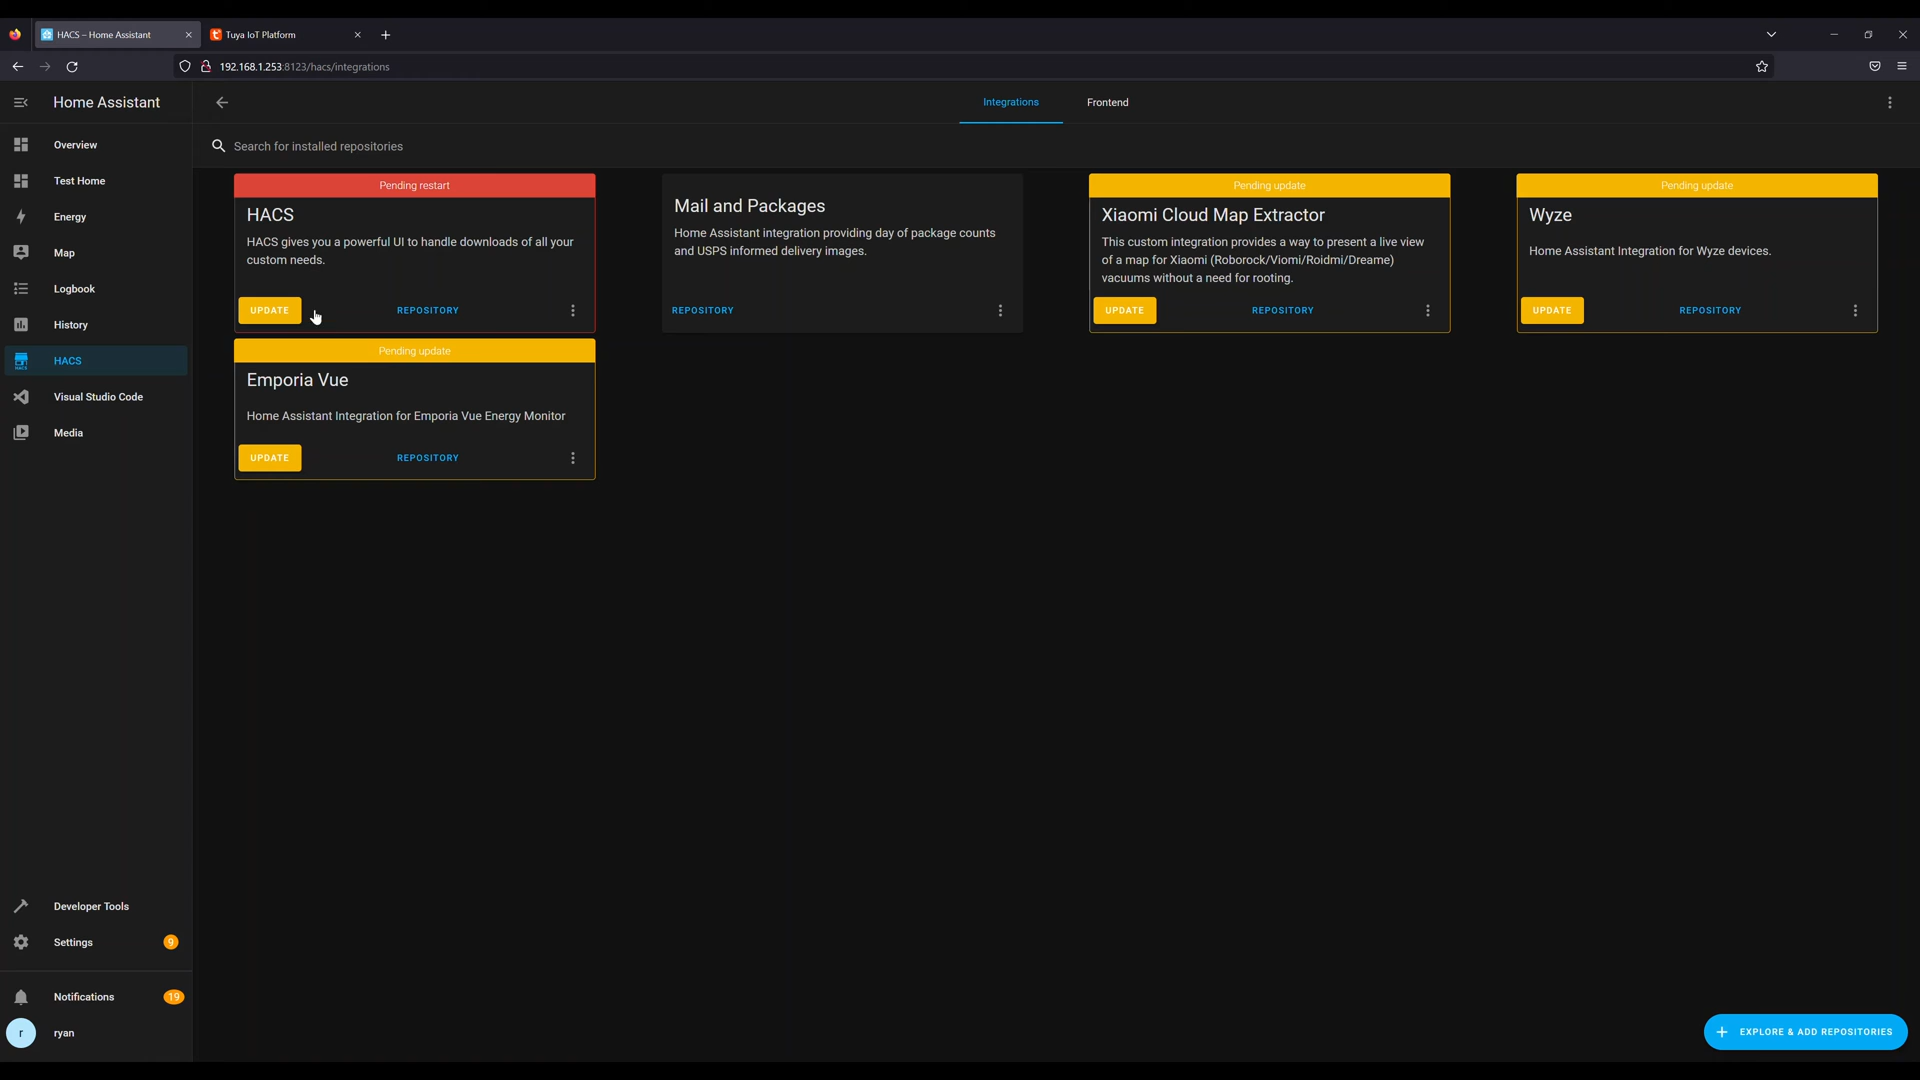 HACS – Home Assistant
Tuya IoT Platform
192.168.1.253:8123/hacs/integrations
Home Assistant
Integrations
Frontend
Search for installed repositories
Overview
Test Home
Energy
Map
Logbook
History
HACS
Visual Studio Code
Media
Developer Tools
Settings 9
Notifications 19
r ryan
Pending restart
HACS
HACS gives you a powerful UI to handle downloads of all your
custom needs.
UPDATE REPOSITORY
Mail and Packages
Home Assistant integration providing day of package counts
and USPS informed delivery images.
REPOSITORY
Pending update
Xiaomi Cloud Map Extractor
This custom integration provides a way to present a live view
of a map for Xiaomi (Roborock/Viomi/Roidmi/Dreame)
vacuums without a need for rooting.
UPDATE REPOSITORY
Pending update
Wyze
Home Assistant Integration for Wyze devices.
UPDATE REPOSITORY
Pending update
Emporia Vue
Home Assistant Integration for Emporia Vue Energy Monitor
UPDATE REPOSITORY
EXPLORE & ADD REPOSITORIES